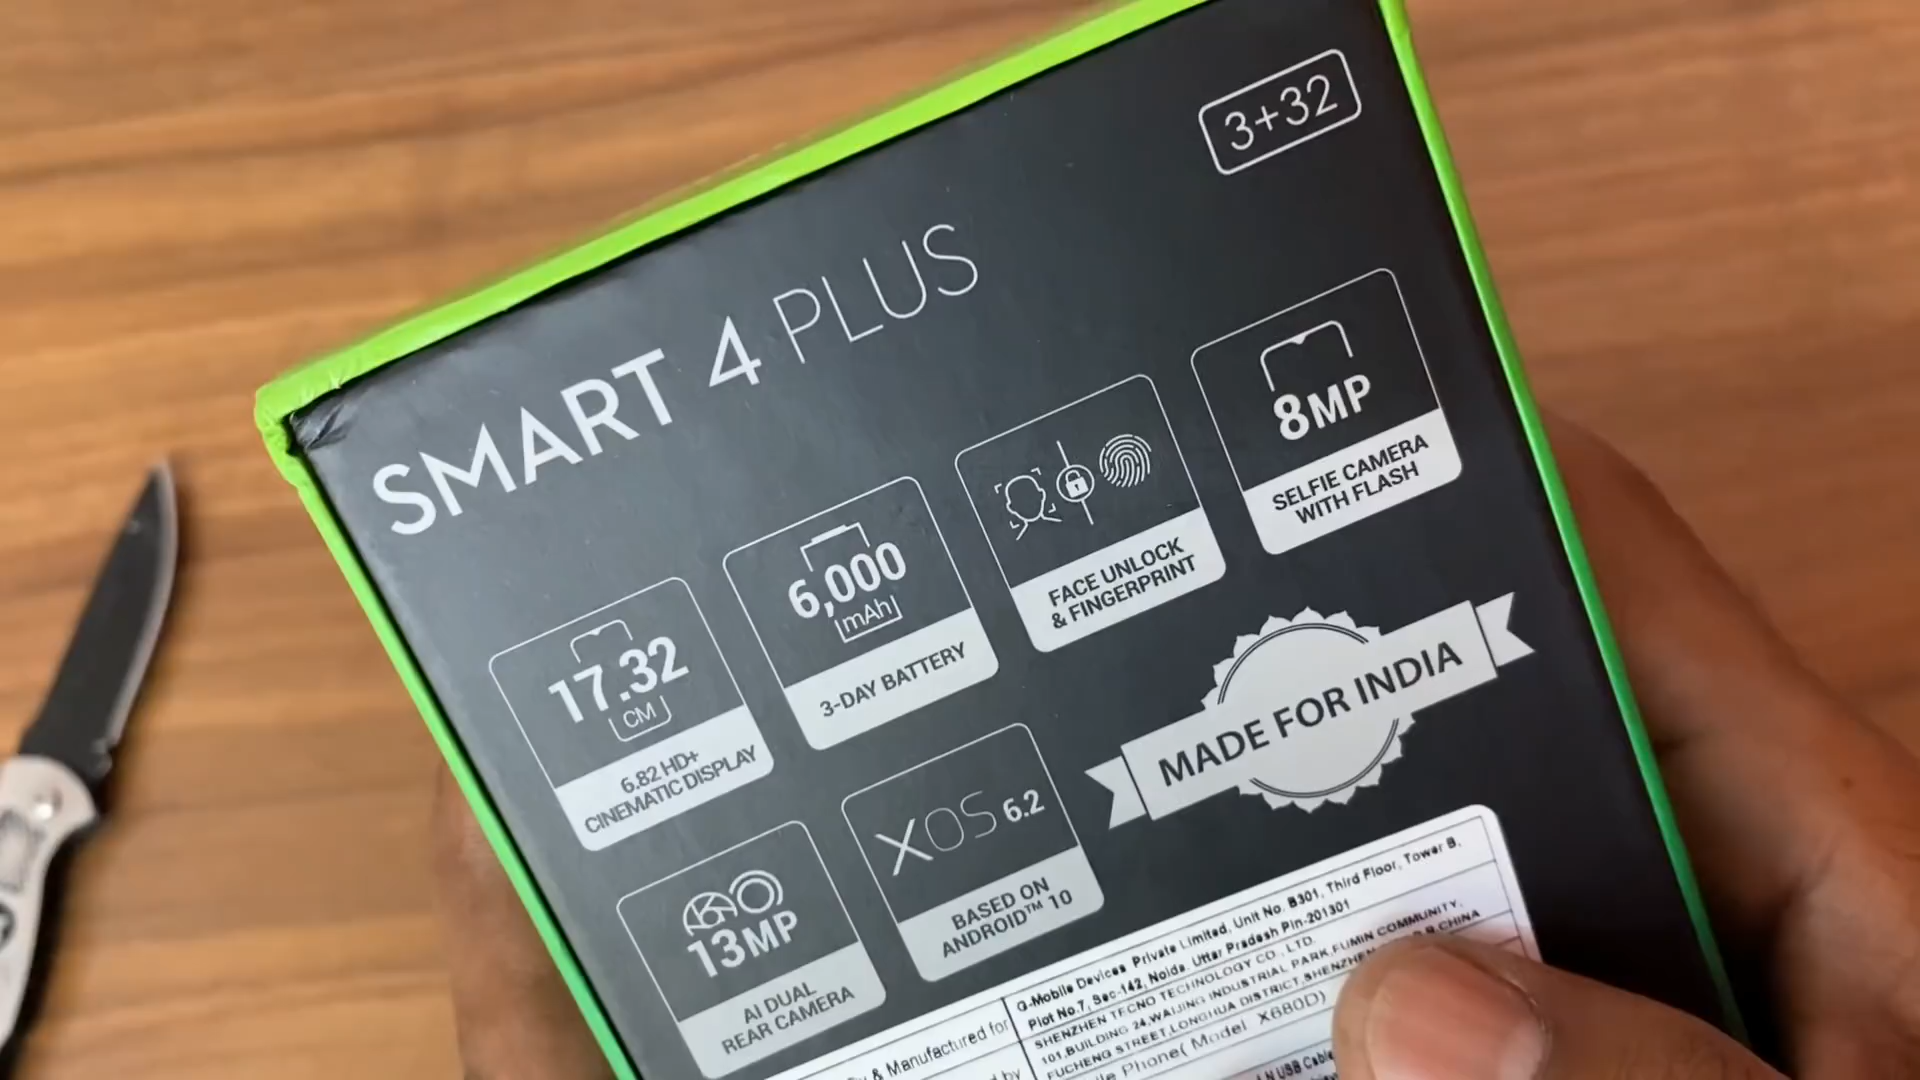 3+32
SMART 4 PLUS
17.32
CM
6.82 HD+
CINEMATIC DISPLAY
6,000
mAh
3-DAY BATTERY
FACE UNLOCK
& FINGERPRINT
8MP
SELFIE CAMERA
WITH FLASH
13MP
AI DUAL
REAR CAMERA
XOS 6.2
BASED ON
ANDROID™ 10
MADE FOR INDIA
& Manufactured for
by
G-Mobile Devices Private Limited, Unit No. B301, Third Floor, Tower B,
Plot No.7, Sec-142, Noida, Uttar Pradesh Pin-201301
SHENZHEN TECNO TECHNOLOGY CO., LTD.
101,BUILDING 24,WAIJING INDUSTRIAL PARK,FUMIN COMMUNITY,
FUCHENG STREET,LONGHUA DISTRICT,SHENZHEN CHINA
Phone( Model X680D)
USB Cable